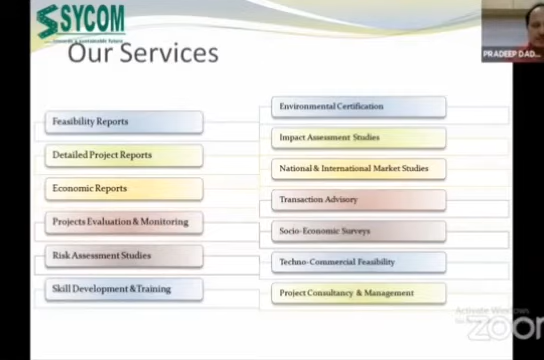 SYCOM
Our Services
PRADEEP DAD...
Feasibility Reports
Detailed Project Reports
Economic Reports
Projects Evaluation & Monitoring
Risk Assessment Studies
Skill Development &Training
Environmental Certification
Impact Assessment Studies
National & International Market Studies
Transaction Advisory
Socio-Economic Surveys
Techno-Commercial Feasibility
Project Consultancy & Management
Activate Windows
zoom